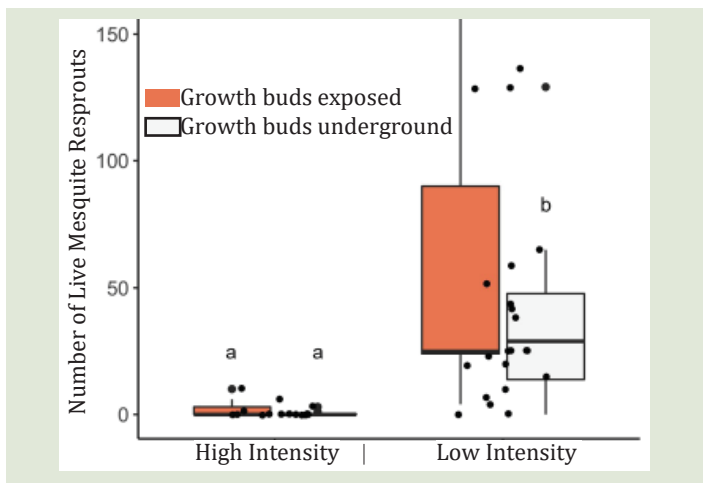 Number of Live Mesquite Resprouts
150
100
50
0
Growth buds exposed
Growth buds underground
a
a
b
High Intensity | Low Intensity